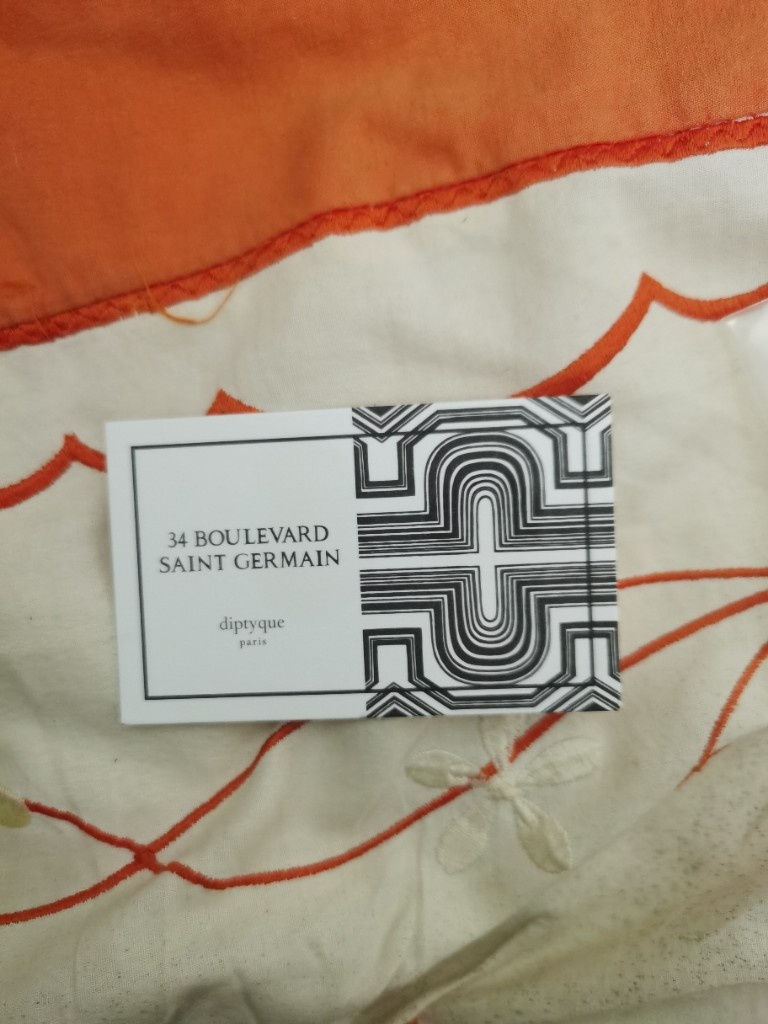 34 BOULEVARD
SAINT GERMAIN
diptyque
paris